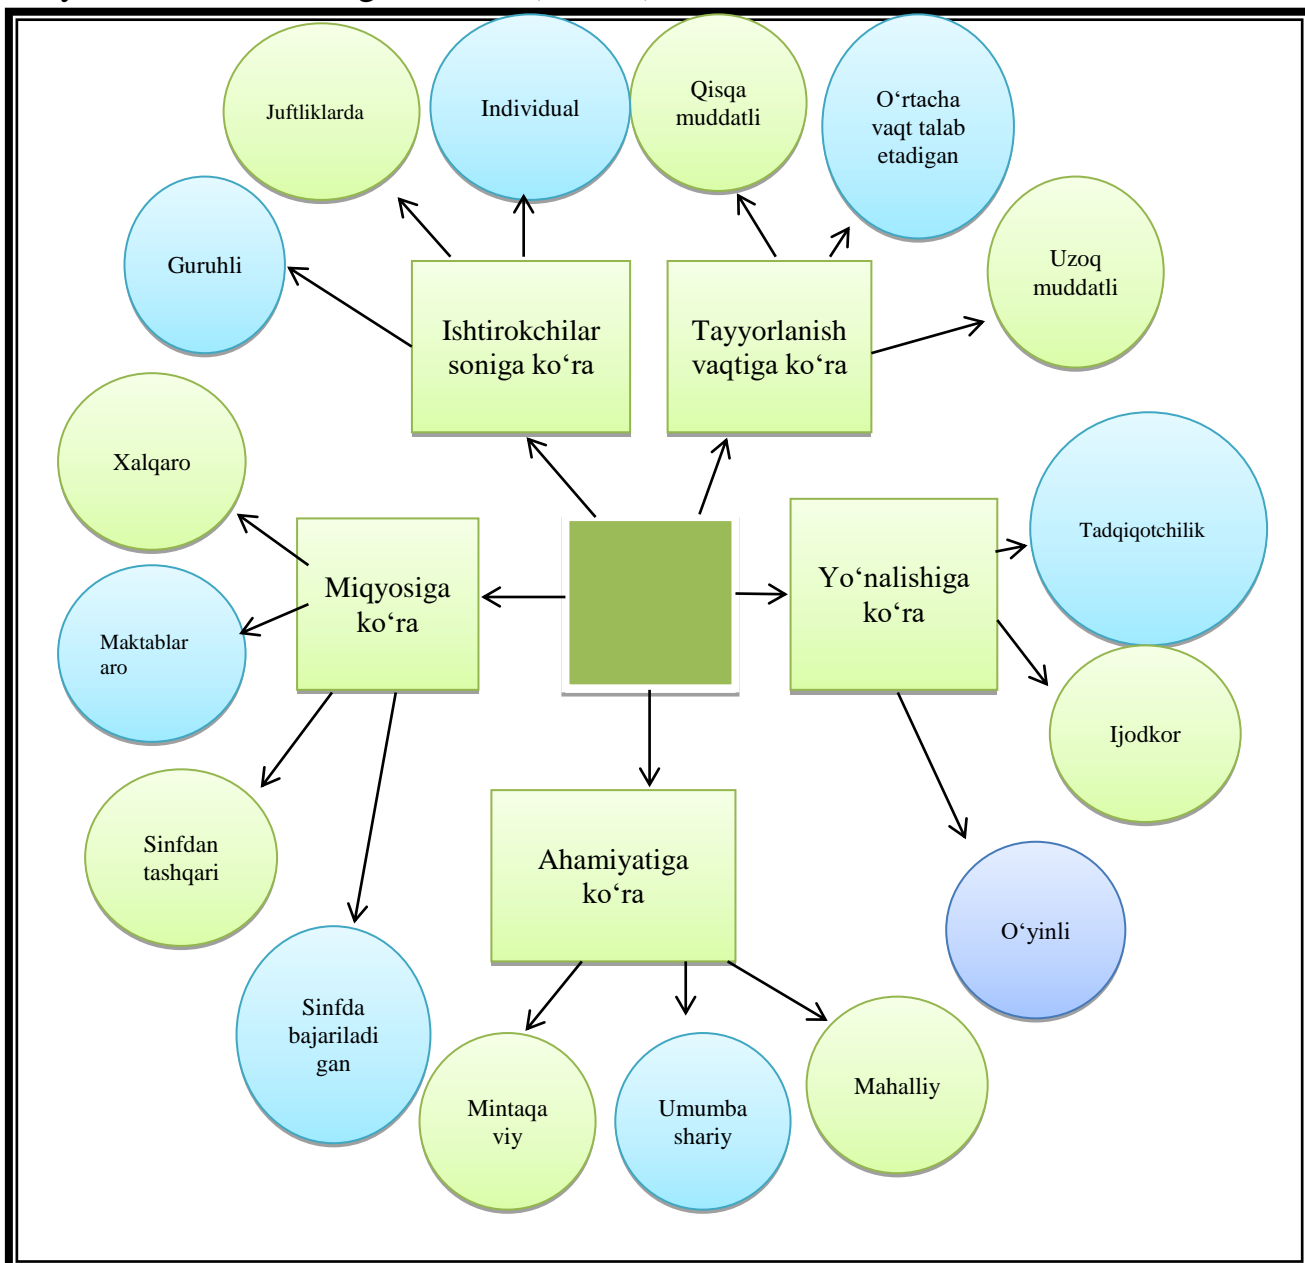 Juftliklarda
Individual
Qisqa
muddatli
O‘rtacha
vaqt talab
etadigan
Guruhli
Uzoq
muddatli
Ishtirokchilar
soniga ko‘ra
Tayyorlanish
vaqtiga ko‘ra
Xalqaro
Tadqiqotchilik
Miqyosiga
ko‘ra
Yo‘nalishiga
ko‘ra
Maktablar
aro
Ijodkor
Sinfdan
tashqari
Ahamiyatiga
ko‘ra
O‘yinli
Sinfda
bajariladi
gan
Mintaqa
viy
Umumba
shariy
Mahalliy